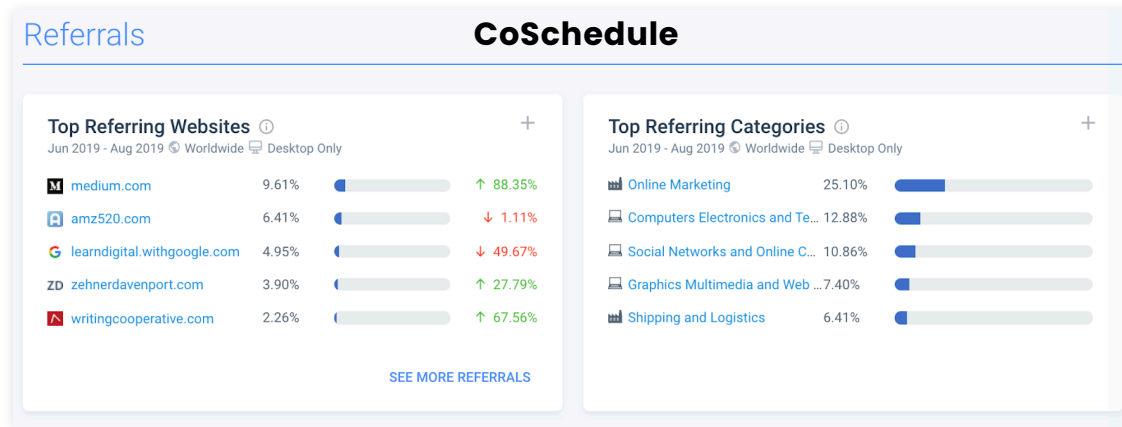 Referrals
CoSchedule
Top Referring Websites
Jun 2019 - Aug 2019 Worldwide Desktop Only
medium.com 9.61% ↑ 88.35%
amz520.com 6.41% ↓ 1.11%
learndigital.withgoogle.com 4.95% ↓ 49.67%
ZD zehnerdavenport.com 3.90% ↑ 27.79%
writingcooperative.com 2.26% ↑ 67.56%
SEE MORE REFERRALS
Top Referring Categories
Jun 2019 - Aug 2019 Worldwide Desktop Only
Online Marketing 25.10%
Computers Electronics and Te... 12.88%
Social Networks and Online C... 10.86%
Graphics Multimedia and Web ...7.40%
Shipping and Logistics 6.41%